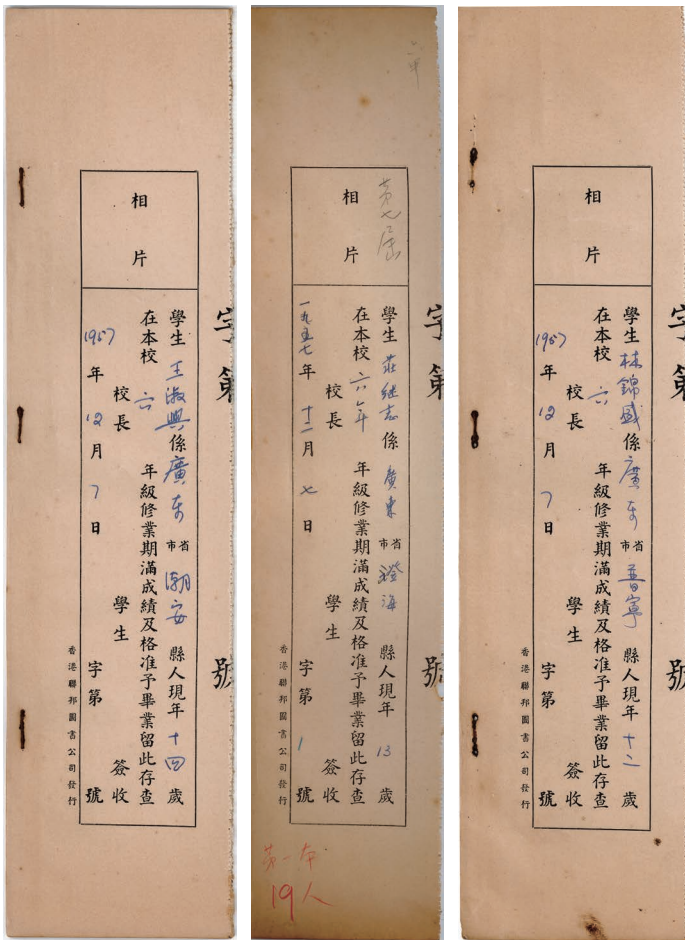 相片
學生王淑興係廣东省市潮安縣人現年十四歲
在本校六年級修業期滿成績及格准予畢業留此存查
校長
學生簽收
1957年12月7日字第號
香港聯邦圖書公司發行
字第號
六年
第七届
相片
學生莊继志係廣東省市澄海縣人現年13歲
在本校六年年級修業期滿成績及格准予畢業留此存查
校長
學生簽收
一九五七年十二月七日字第1號
香港聯邦圖書公司發行
第一本
19人
字第號
相片
學生林錦盛係廣东省市普寧縣人現年十二歲
在本校六年級修業期滿成績及格准予畢業留此存查
校長
學生簽收
1957年12月7日字第號
香港聯邦圖書公司發行
字第號